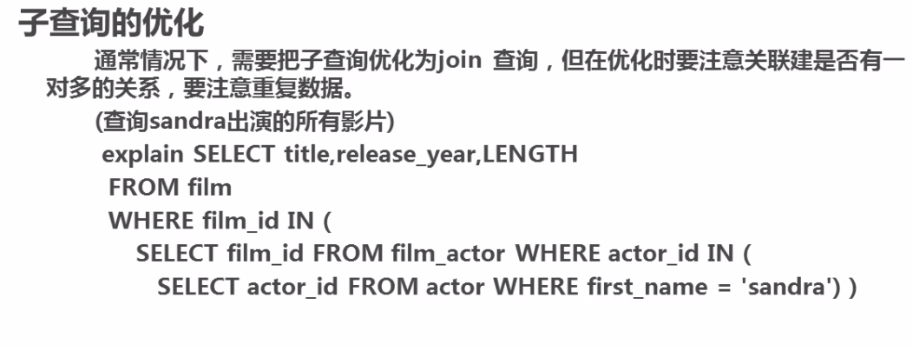 子查询的优化
通常情况下，需要把子查询优化为join 查询，但在优化时要注意关联建是否有一
对多的关系，要注意重复数据。
(查询sandra出演的所有影片)
explain SELECT title,release_year,LENGTH
FROM film
WHERE film_id IN (
SELECT film_id FROM film_actor WHERE actor_id IN (
SELECT actor_id FROM actor WHERE first_name = 'sandra') )